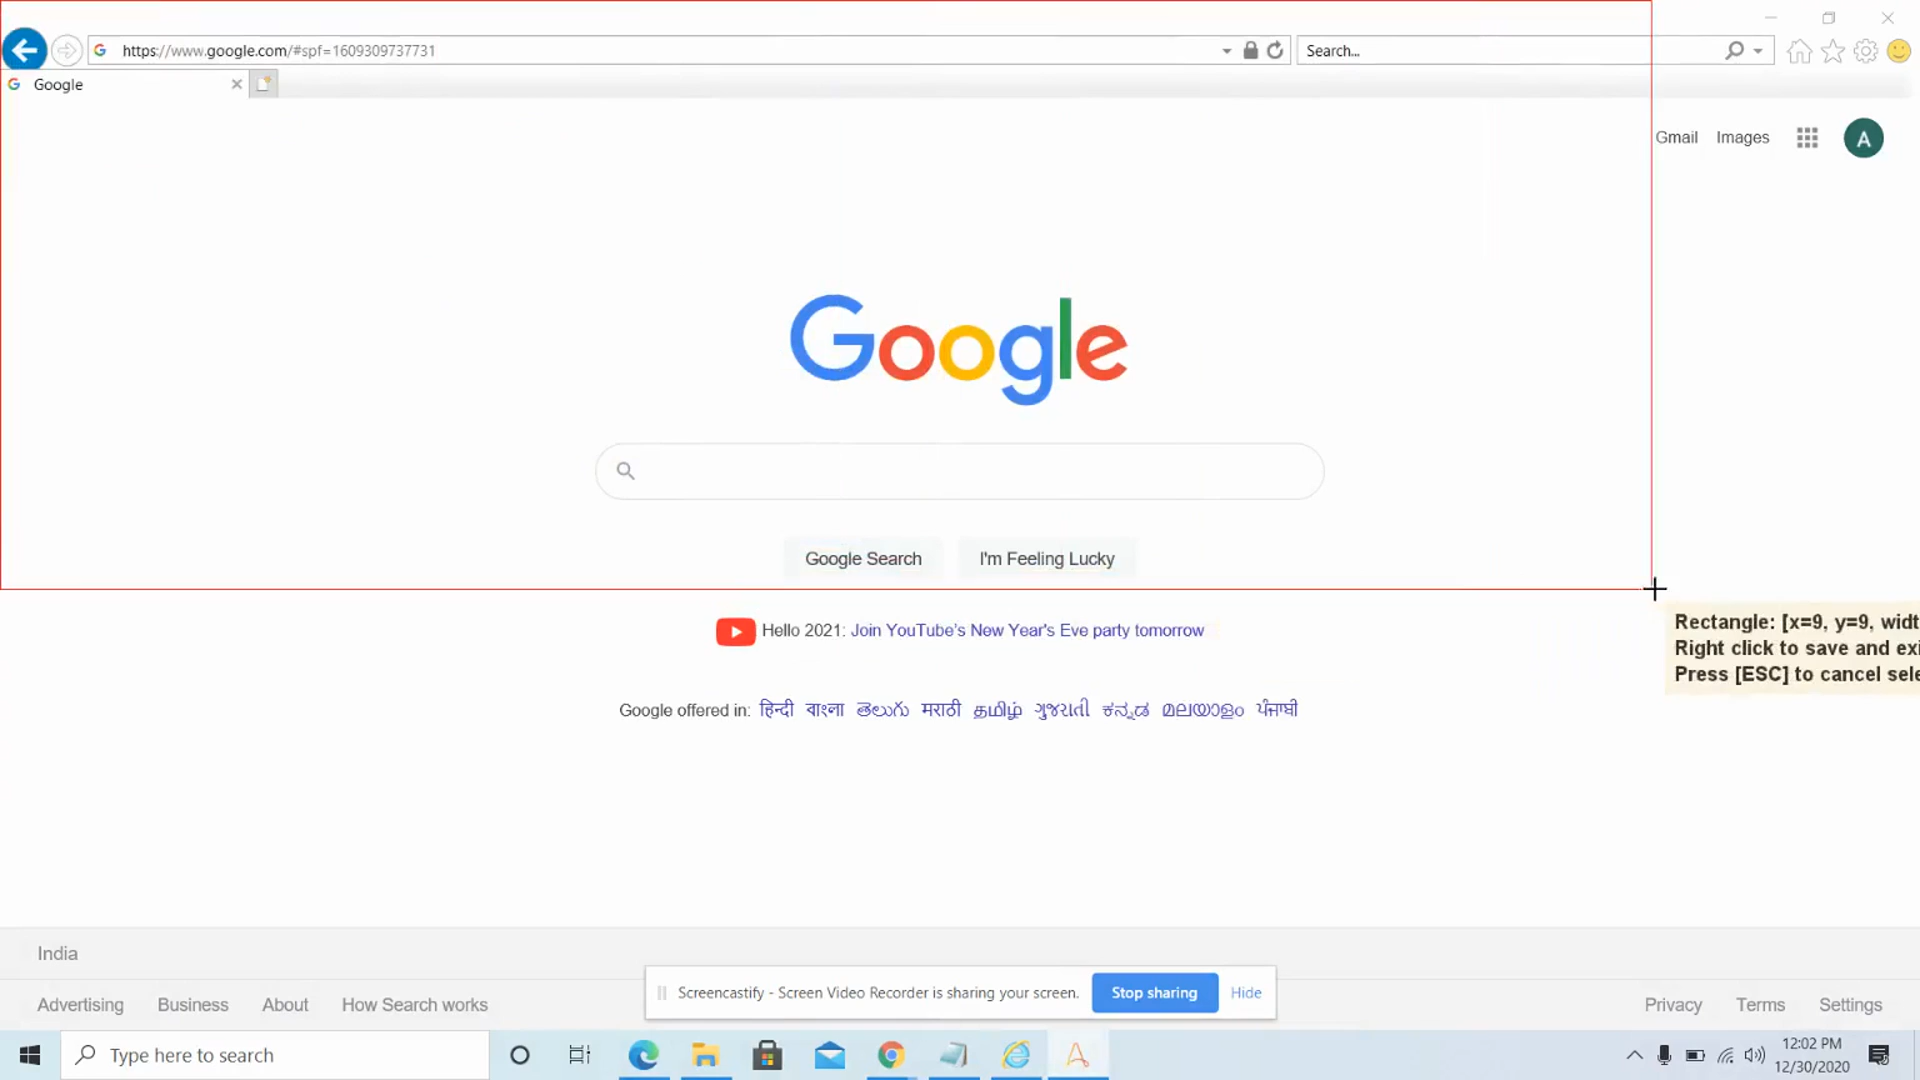 https://www.google.com/#spf=1609309737731
Search...
Google
Gmail Images
A
Google
Google Search
I'm Feeling Lucky
Rectangle: [x=9, y=9, widt
Right click to save and exi
Press [ESC] to cancel sele
Hello 2021: Join YouTube's New Year's Eve party tomorrow
Google offered in: हिन्दी বাংলা తెలుగు मराठी தமிழ் ગુજરાતી ಕನ್ನಡ മലയാളം ਪੰਜਾਬੀ
India
Screencastify - Screen Video Recorder is sharing your screen. Stop sharing Hide
Advertising Business About How Search works
Privacy Terms Settings
Type here to search
12:02 PM
12/30/2020